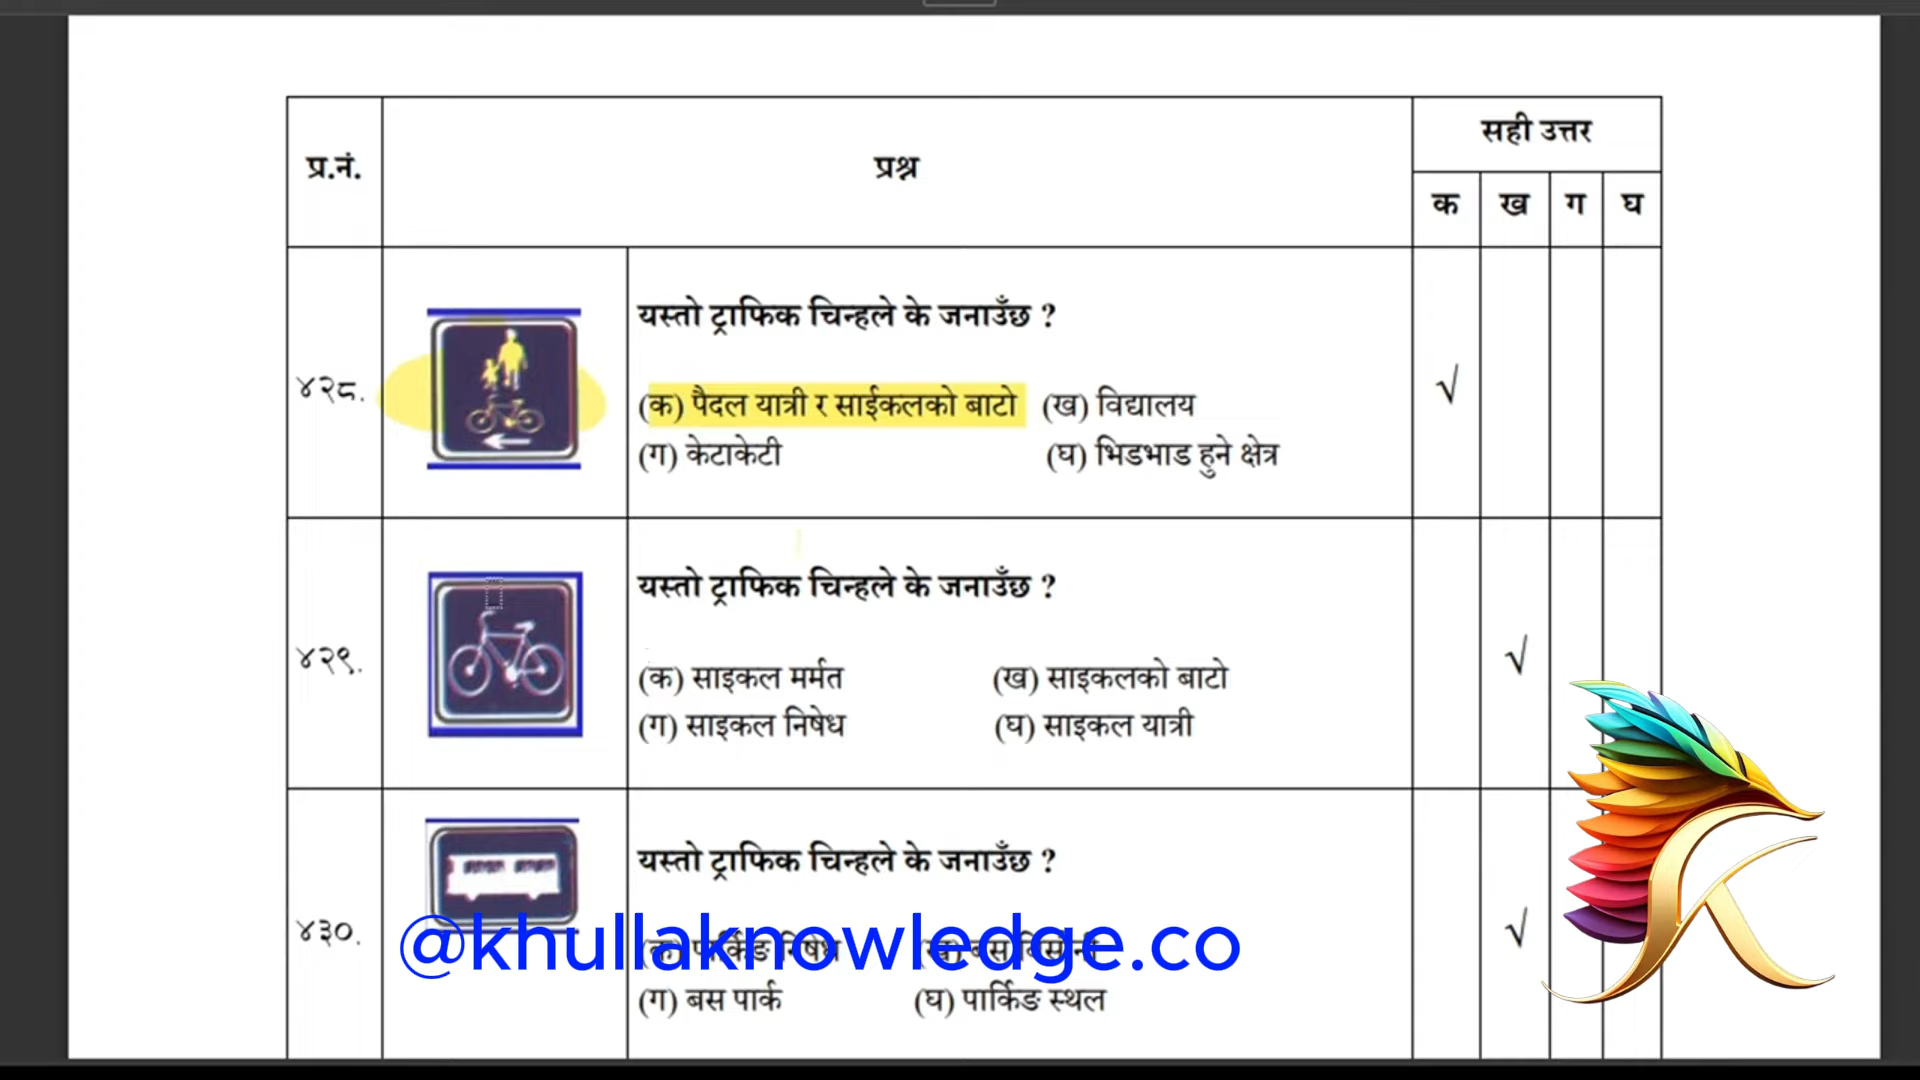 प्र.नं.
प्रश्न
सही उत्तर
क ख ग घ
४२८.
यस्तो ट्राफिक चिन्हले के जनाउँछ ?
(क) पैदल यात्री र साईकलको बाटो (ख) विद्यालय
(ग) केटाकेटी (घ) भिडभाड हुने क्षेत्र
√
४२९.
यस्तो ट्राफिक चिन्हले के जनाउँछ ?
(क) साइकल मर्मत (ख) साइकलको बाटो
(ग) साइकल निषेध (घ) साइकल यात्री
√
४३०.
यस्तो ट्राफिक चिन्हले के जनाउँछ ?
(क) पार्किङ निषेध (ख) बस
(ग) बस पार्क (घ) पार्किङ स्थल
√
@khullaknowledge.co